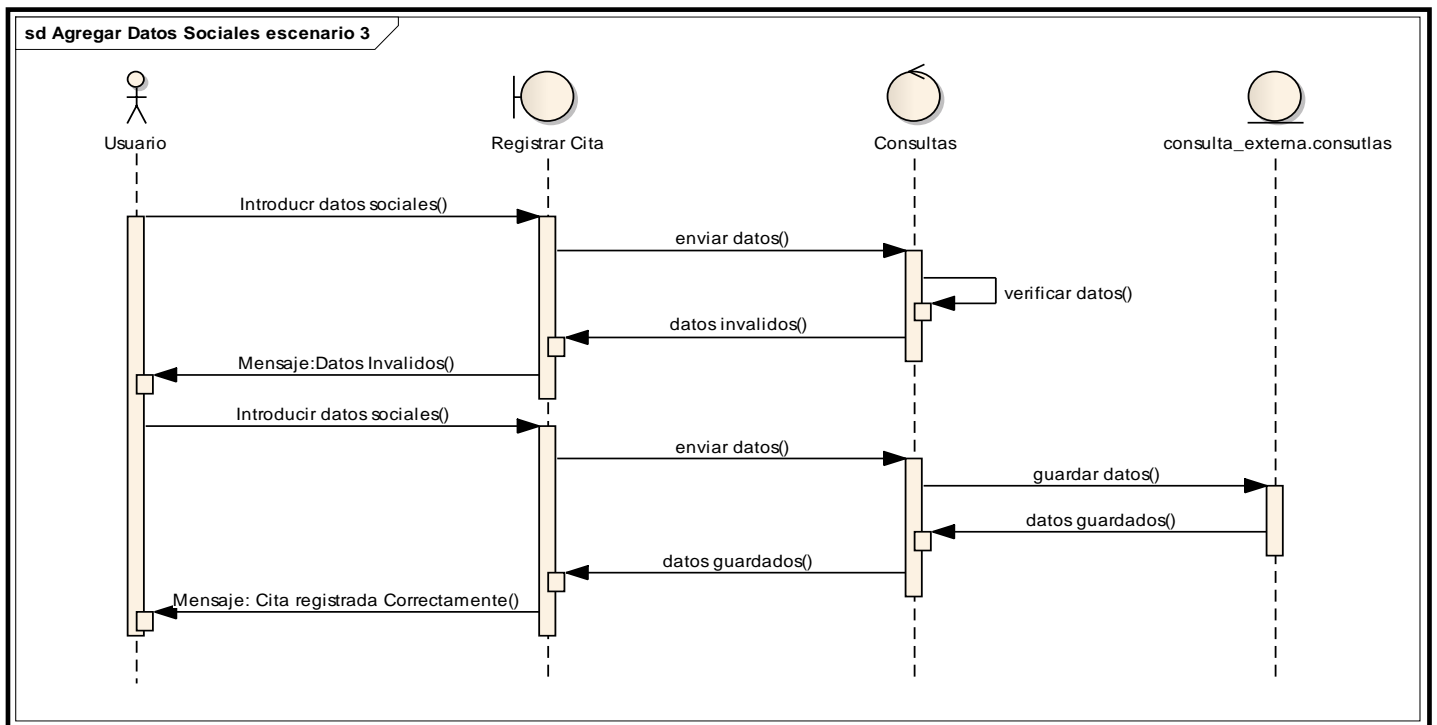 sd Agregar Datos Sociales escenario 3
Usuario
Registrar Cita
Consultas
consulta_externa.consutlas
Introducr datos sociales()
enviar datos()
verificar datos()
datos invalidos()
Mensaje:Datos Invalidos()
Introducir datos sociales()
enviar datos()
guardar datos()
datos guardados()
datos guardados()
Mensaje: Cita registrada Correctamente()